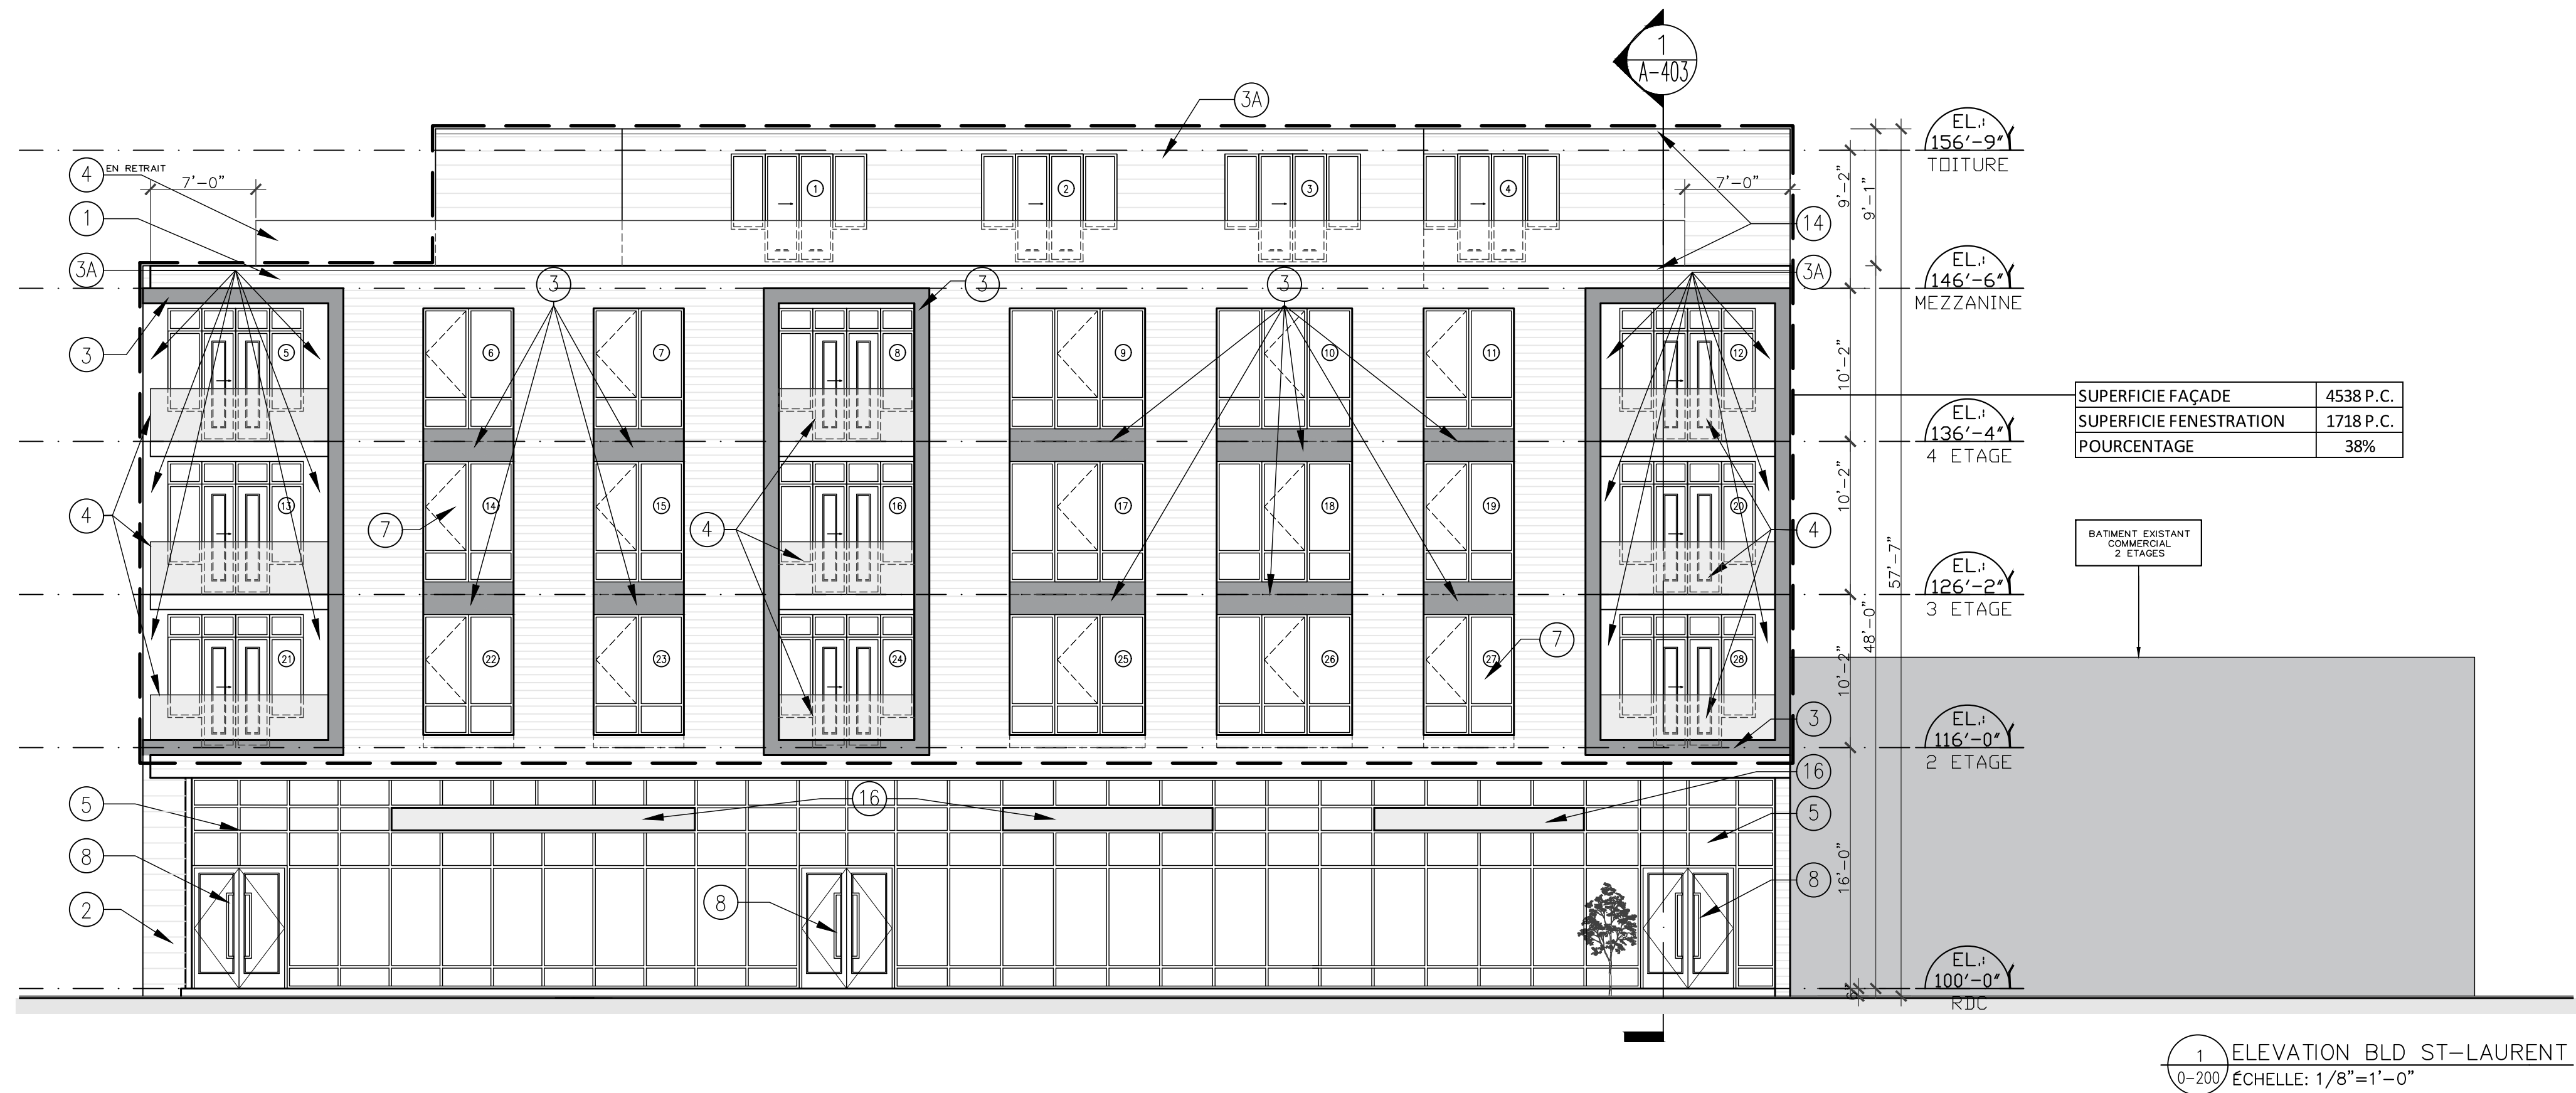 1
A-403
3A
EL.:
156'-9"
TOITURE
4 EN RETRAIT
7'-0"
7'-0"
9'-2"
9'-1"
1
2
3
4
1
14
3A
3
3
3
3A
EL.:
146'-6"
MEZZANINE
3
5
6
7
8
9
10
11
12
10'-2"
SUPERFICIE FAÇADE 4538 P.C.
SUPERFICIE FENESTRATION 1718 P.C.
POURCENTAGE 38%
EL.:
136'-4"
4 ETAGE
4
7
4
4
13
14
15
16
17
18
19
20
10'-2"
BATIMENT EXISTANT
COMMERCIAL
2 ETAGES
57'-7"
EL.:
126'-2"
3 ETAGE
48'-0"
21
22
23
24
25
26
27
28
7
10'-2"
3
EL.:
116'-0"
2 ETAGE
16
16
5
5
8
8
8
16'-0"
2
6"
EL.:
100'-0"
RDC
1
0-200
ELEVATION BLD ST-LAURENT
ÉCHELLE: 1/8"=1'-0"